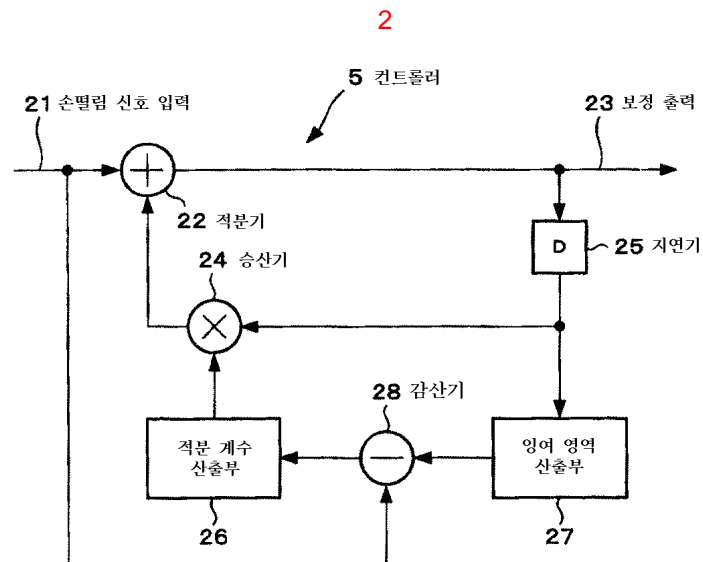 2
5 컨트롤러
21 손떨림 신호 입력
23 보정 출력
22 적분기
D
25 지연기
24 승산기
28 감산기
적분 계수
산출부
잉여 영역
산출부
26
27